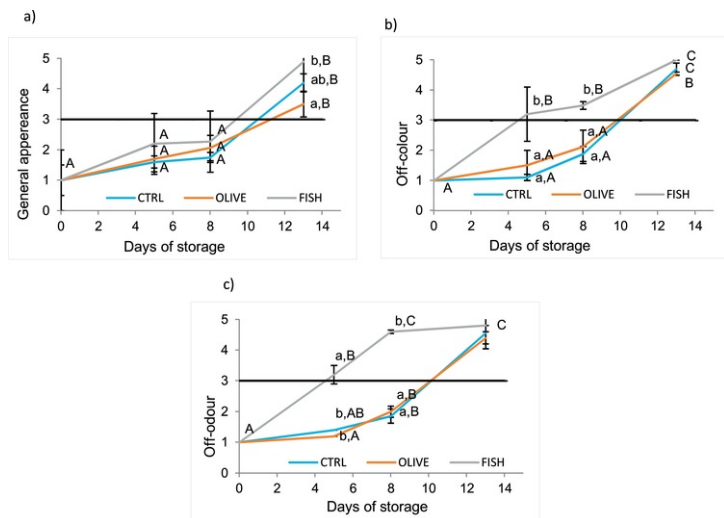 a)
b,B
ab,B
a,B
A
A
A
A
A
A
A
General appereance
5
4
3
2
1
0
0 2 4 6 8 10 12 14
CTRL OLIVE FISH
Days of storage
b)
C
C
B
b,B
b,B
a,A
a,A
a,A
a,A
A
Off-colour
5
4
3
2
1
0
0 2 4 6 8 10 12 14
CTRL OLIVE FISH
Days of storage
c)
b,C
C
a,B
a,B
A
b,AB
a,B
b,A
Off-odour
5
4
3
2
1
0
0 2 4 6 8 10 12 14
CTRL OLIVE FISH
Days of storage